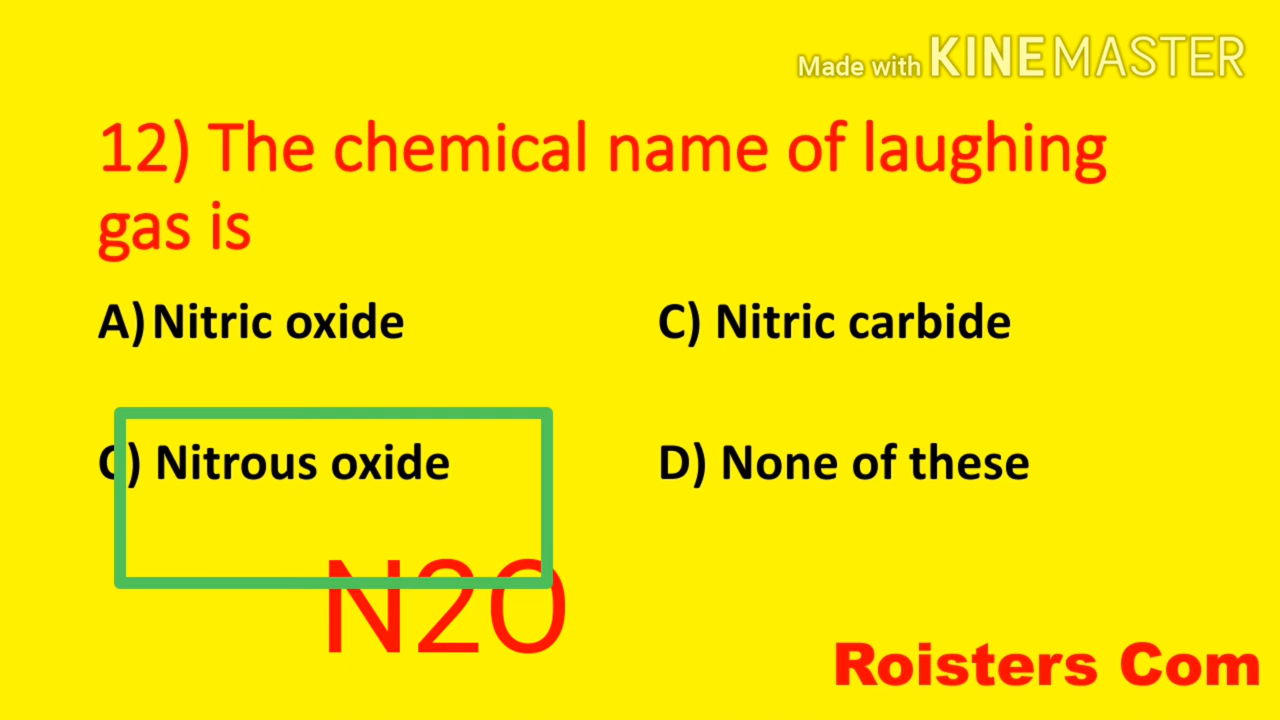 Made with KINEMASTER
12) The chemical name of laughing
gas is
A) Nitric oxide
C) Nitric carbide
C) Nitrous oxide
D) None of these
N2O
Roisters Com